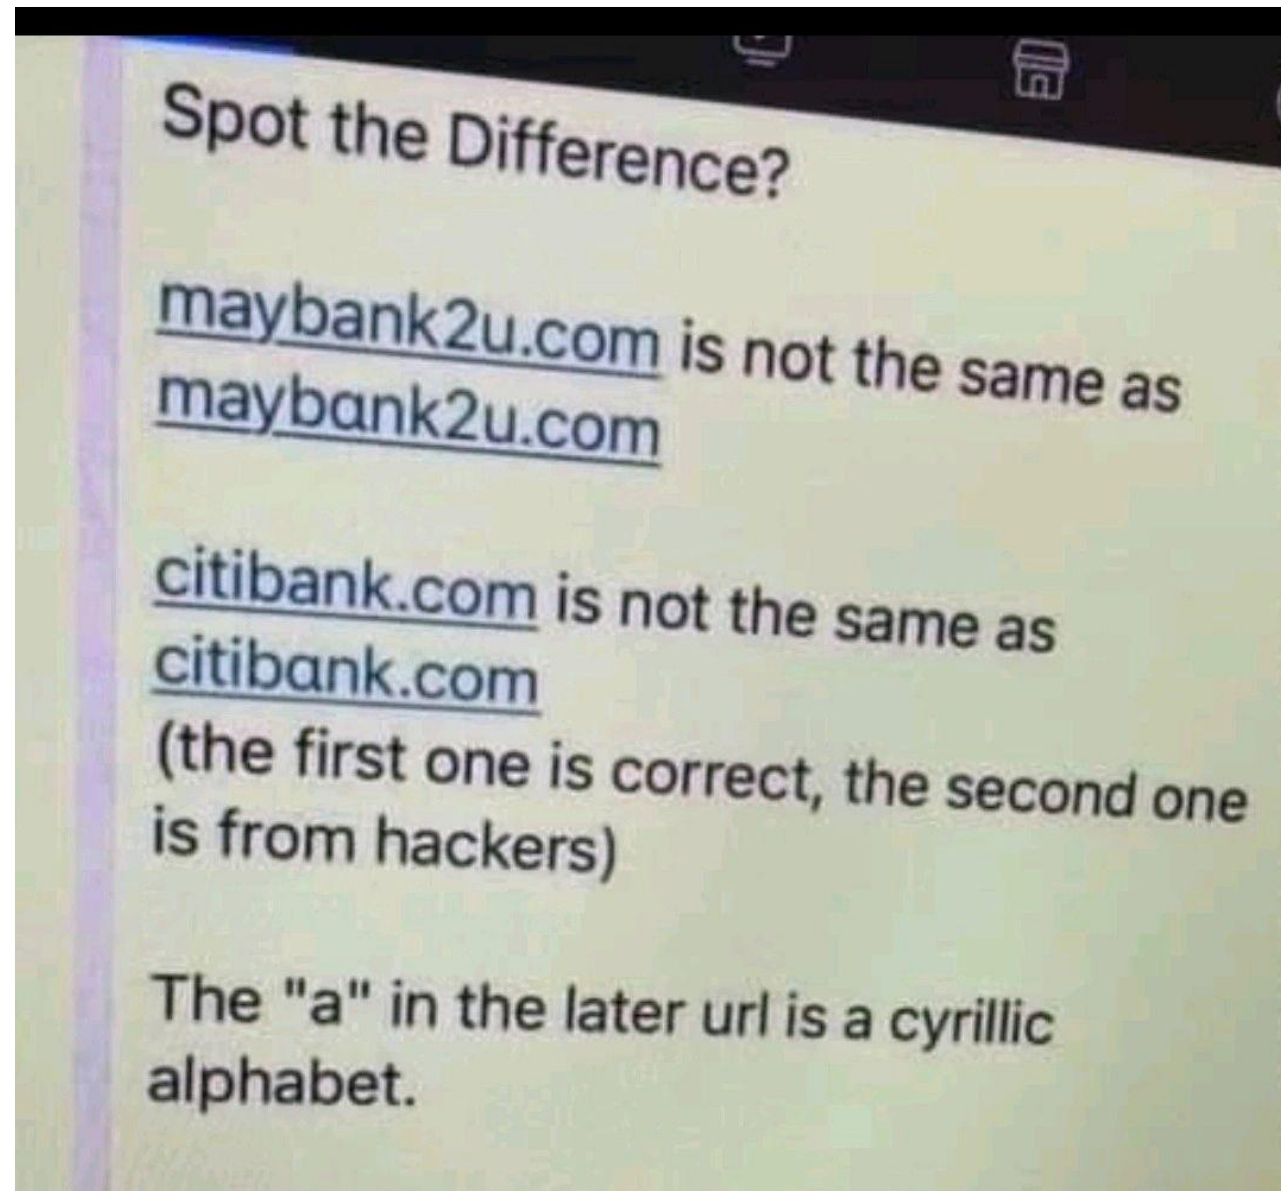 Spot the Difference?
maybank2u.com is not the same as
maybɑnk2u.com
citibank.com is not the same as
citibɑnk.com
(the first one is correct, the second one
is from hackers)
The "a" in the later url is a cyrillic
alphabet.